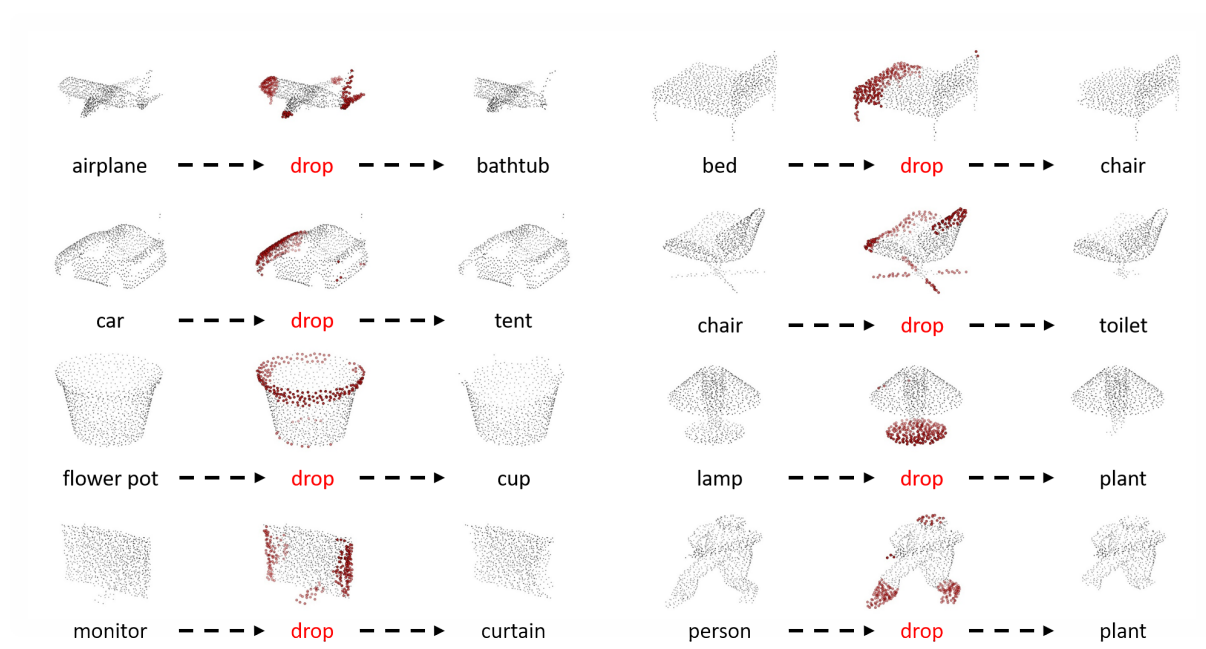 airplane drop bathtub
bed drop chair
car drop tent
chair drop toilet
flower pot drop cup
lamp drop plant
monitor drop curtain
person drop plant